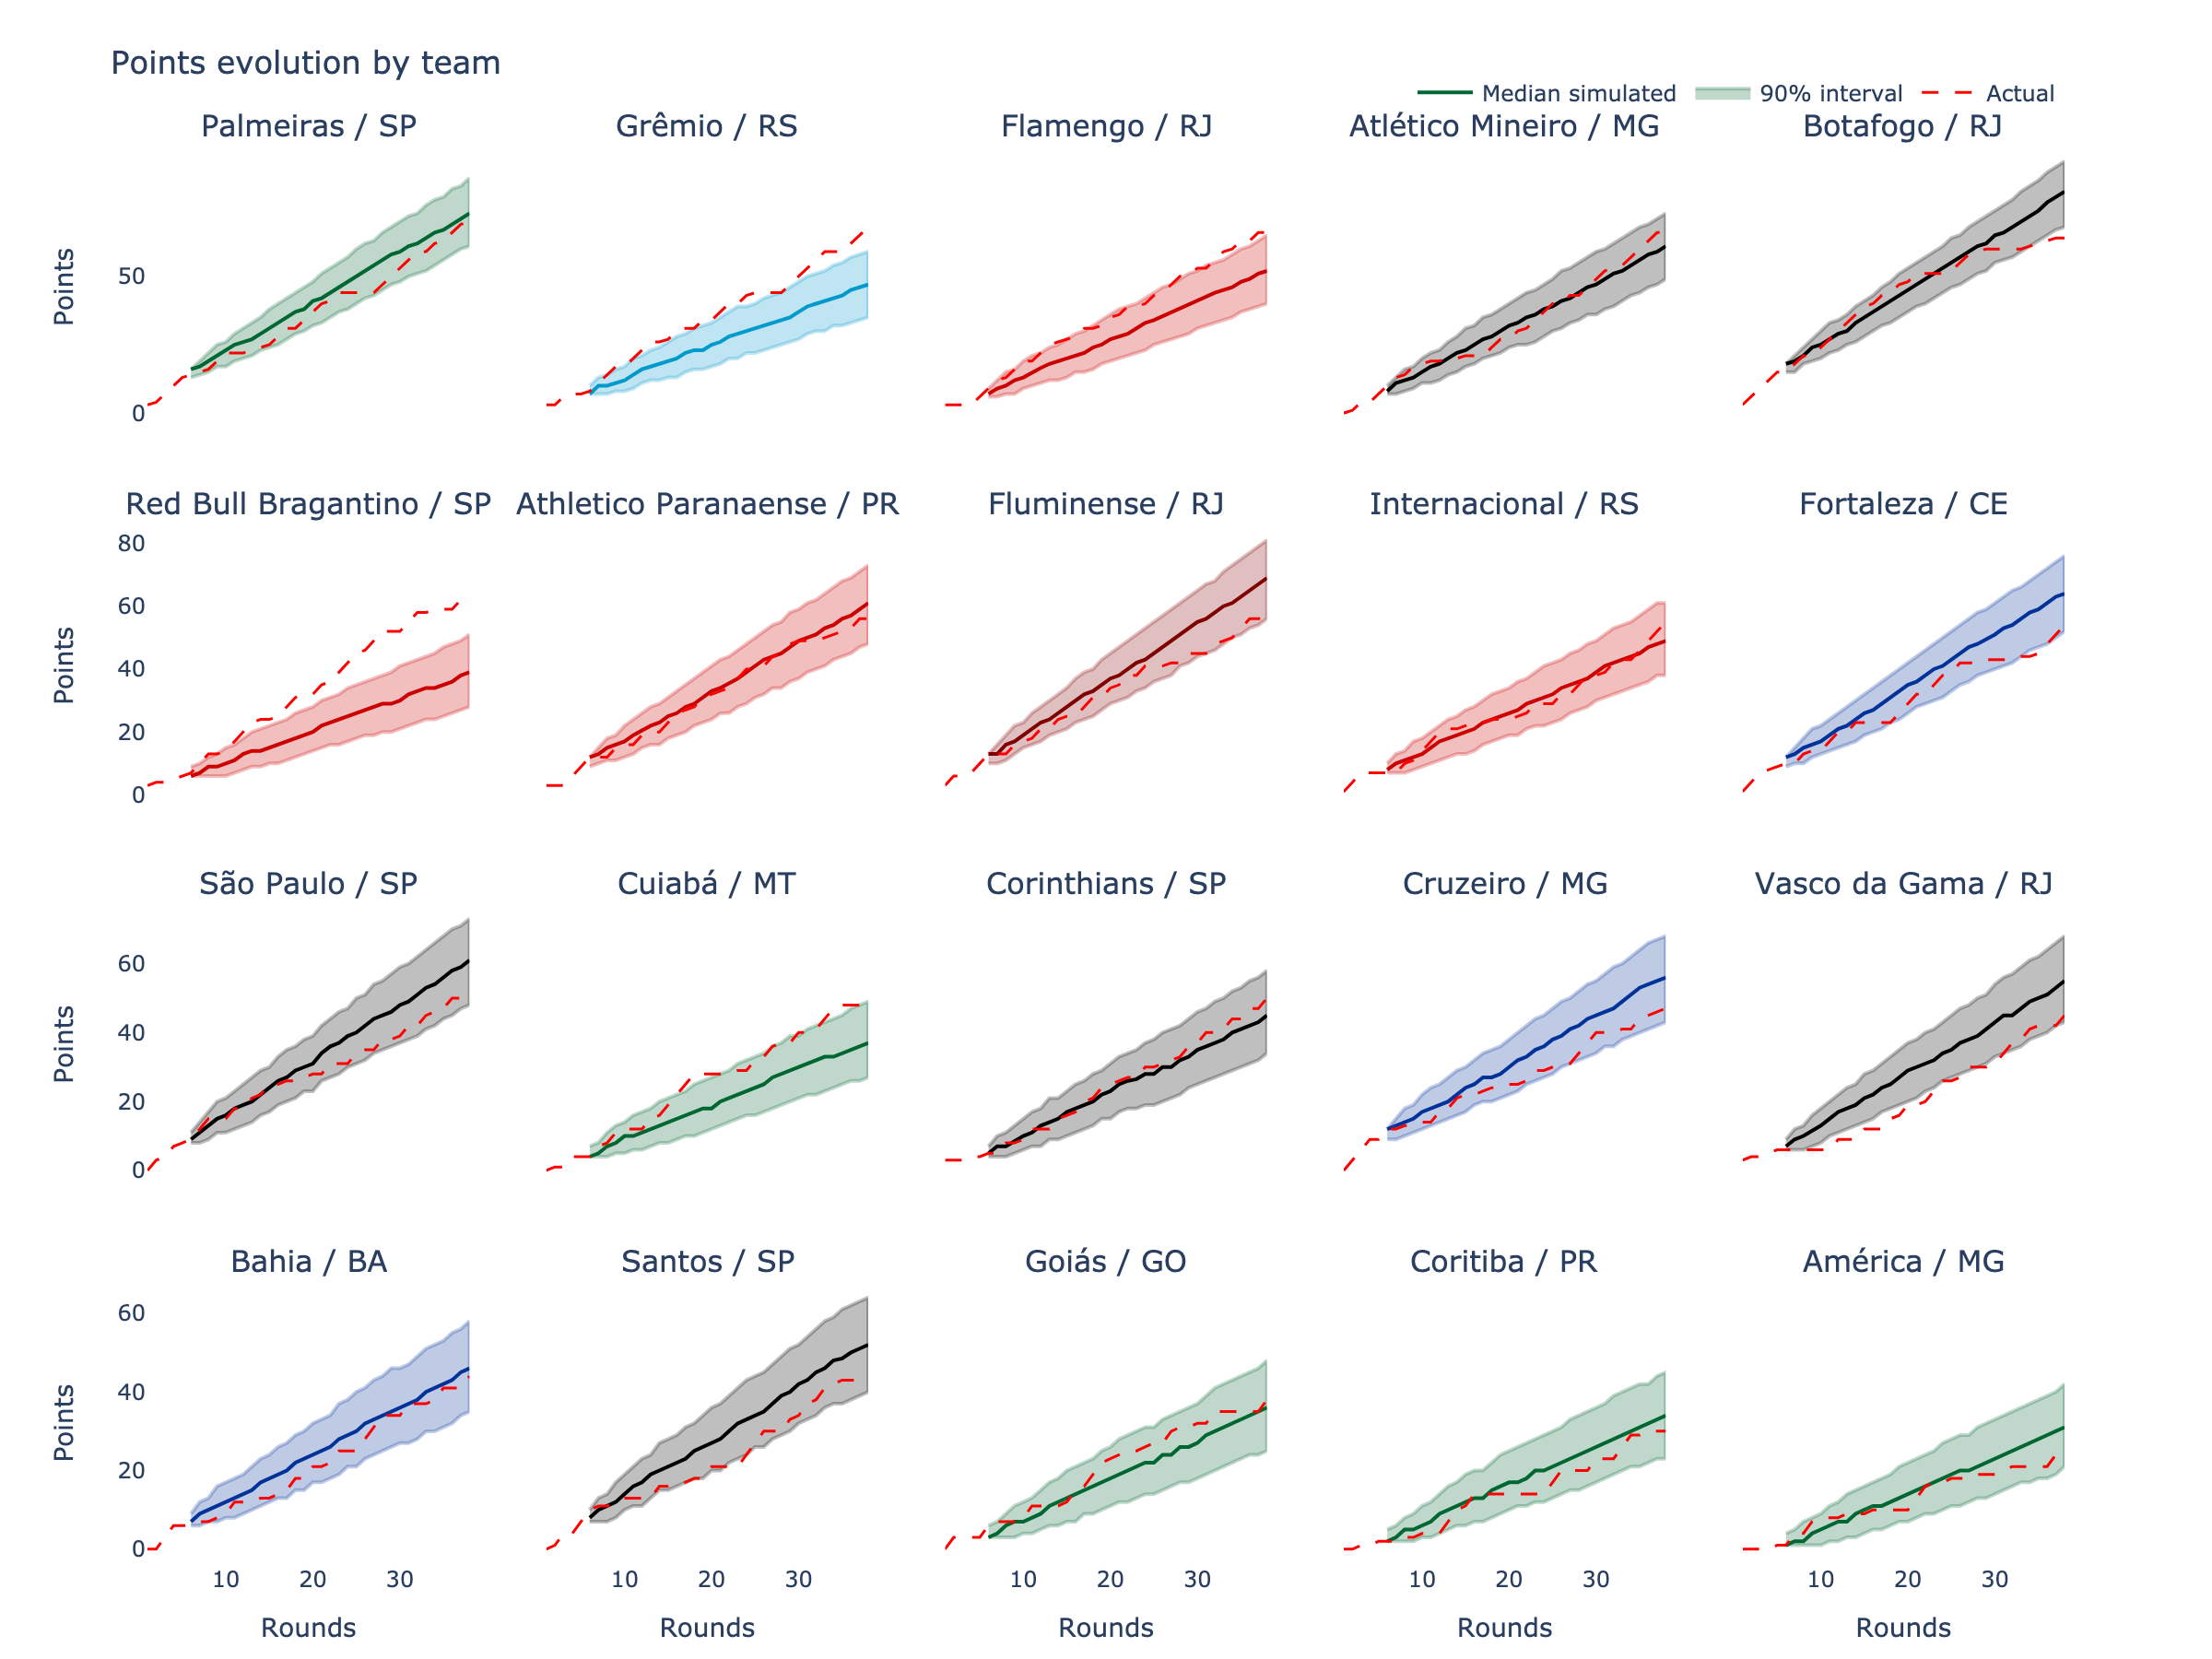 Points evolution by team
Median simulated 90% interval Actual
Palmeiras / SP Grêmio / RS Flamengo / RJ Atlético Mineiro / MG Botafogo / RJ
Points
50
0
Red Bull Bragantino / SP Athletico Paranaense / PR Fluminense / RJ Internacional / RS Fortaleza / CE
Points
80
60
40
20
0
São Paulo / SP Cuiabá / MT Corinthians / SP Cruzeiro / MG Vasco da Gama / RJ
Points
60
40
20
0
Bahia / BA Santos / SP Goiás / GO Coritiba / PR América / MG
Points
60
40
20
0
10 20 30 10 20 30 10 20 30 10 20 30 10 20 30
Rounds Rounds Rounds Rounds Rounds